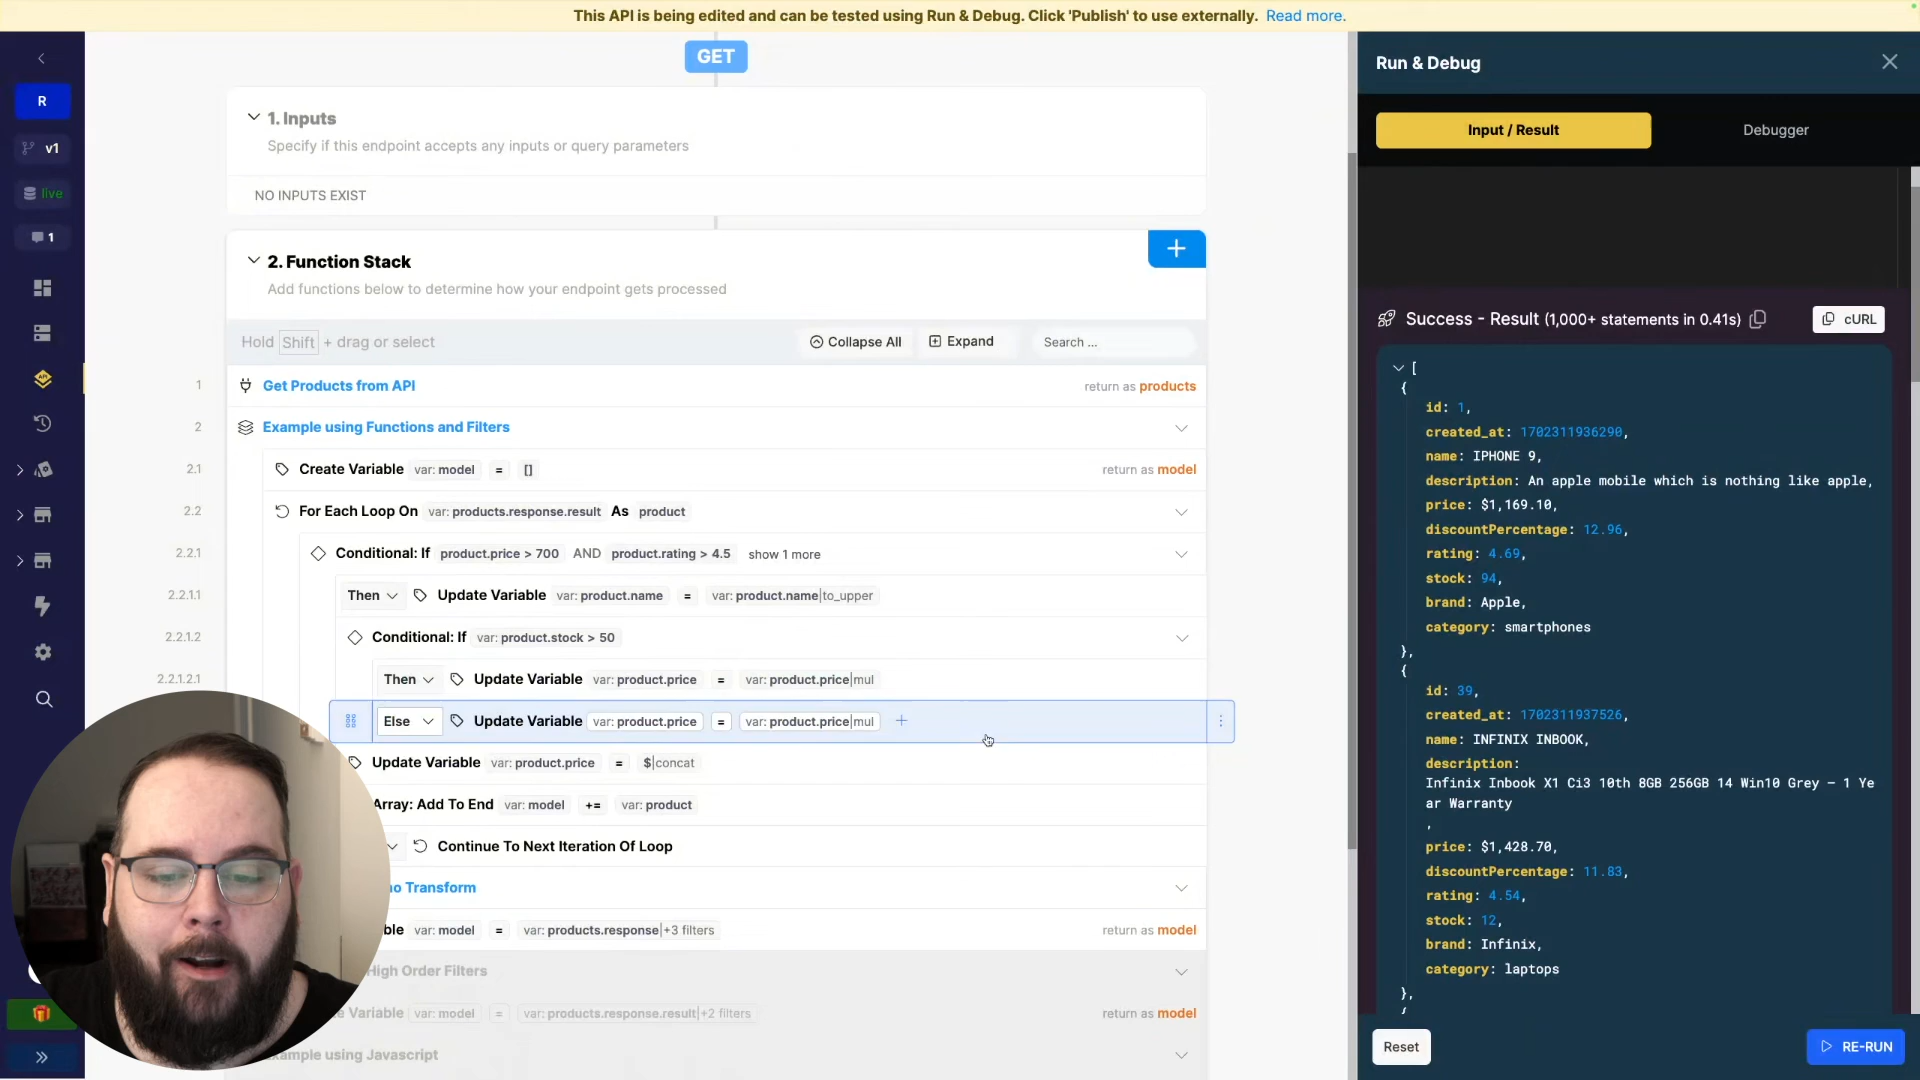 This API is being edited and can be tested using Run & Debug. Click 'Publish' to use externally. Read more.
R
v1
live
1
GET
1. Inputs
Specify if this endpoint accepts any inputs or query parameters
NO INPUTS EXIST
2. Function Stack
Add functions below to determine how your endpoint gets processed
Hold Shift + drag or select
Collapse All
Expand
Search ...
1 Get Products from API return as products
2 Example using Functions and Filters
2.1 Create Variable var: model = [] return as model
2.2 For Each Loop On var: products.response.result As product
2.2.1 Conditional: If product.price > 700 AND product.rating > 4.5 show 1 more
2.2.1.1 Then Update Variable var: product.name = var: product.name|to_upper
2.2.1.2 Conditional: If var: product.stock > 50
2.2.1.2.1 Then Update Variable var: product.price = var: product.price|mul
Else Update Variable var: product.price = var: product.price|mul
Update Variable var: product.price = $|concat
Array: Add To End var: model += var: product
Continue To Next Iteration Of Loop
Transform
var: model = var: products.response|+3 filters return as model
High Order Filters
Variable var: model = var: products.response.result|+2 filters return as model
using Javascript
Run & Debug
Input / Result
Debugger
Success - Result (1,000+ statements in 0.41s)
cURL
[
{
id: 1,
created_at: 1702311936290,
name: IPHONE 9,
description: An apple mobile which is nothing like apple,
price: $1,169.10,
discountPercentage: 12.96,
rating: 4.69,
stock: 94,
brand: Apple,
category: smartphones
},
{
id: 39,
created_at: 1702311937526,
name: INFINIX INBOOK,
description:
Infinix Inbook X1 Ci3 10th 8GB 256GB 14 Win10 Grey – 1 Ye
ar Warranty
,
price: $1,428.70,
discountPercentage: 11.83,
rating: 4.54,
stock: 12,
brand: Infinix,
category: laptops
},
Reset
RE-RUN